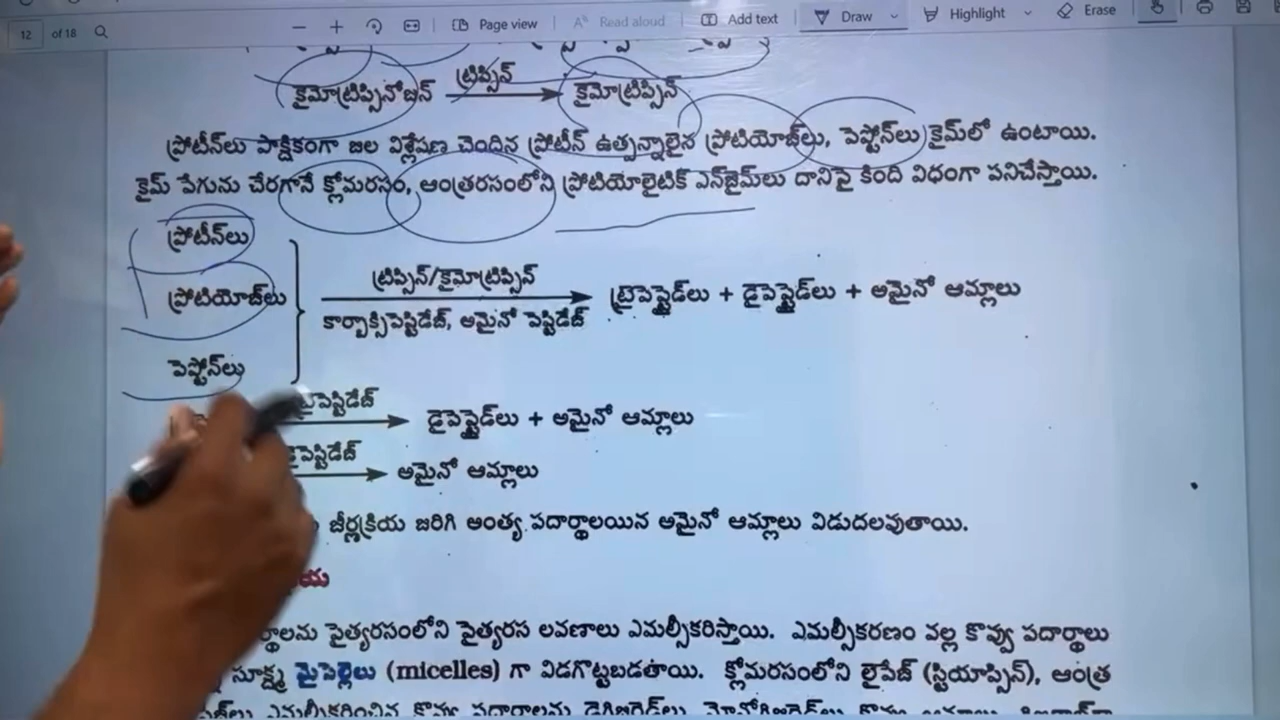 12 of 18 Page view Read aloud Add text Draw Highlight Erase
కైమోట్రిప్సినోజన్ ట్రిప్సిన్ కైమోట్రిప్సిన్
ప్రోటీన్‌లు పాక్షికంగా జల విశ్లేషణ చెందిన ప్రోటీన్ ఉత్పన్నాలైన ప్రోటియోజ్‌లు, పెప్టోన్‌లు కైమ్‌లో ఉంటాయి.
కైమ్ పేగును చేరగానే క్లోమరసం, ఆంత్రరసంలోని ప్రోటియోలైటిక్ ఎన్‌జైమ్‌లు దానిపై కింది విధంగా పనిచేస్తాయి.
ప్రోటీన్‌లు
ట్రిప్సిన్/కైమోట్రిప్సిన్
ప్రోటియోజ్‌లు ట్రైపెప్టైడ్‌లు + డైపెప్టైడ్‌లు + అమైనో ఆమ్లాలు
కార్బాక్సిపెప్టిడేజ్, అమైనో పెప్టిడేజ్
పెప్టోన్‌లు
ట్రైపెప్టిడేజ్
డైపెప్టైడ్‌లు + అమైనో ఆమ్లాలు
డైపెప్టిడేజ్
అమైనో ఆమ్లాలు
జీర్ణక్రియ జరిగి అంత్య పదార్థాలయిన అమైనో ఆమ్లాలు విడుదలవుతాయి.
పైత్యరసంలోని పైత్యరస లవణాలు ఎమల్సీకరిస్తాయి. ఎమల్సీకరణం వల్ల కొవ్వు పదార్థాలు
సూక్ష్మ మైపెల్లెలు (micelles) గా విడగొట్టబడతాయి. క్లోమరసంలోని లైపేజ్ (స్టియాప్సిన్), ఆంత్ర